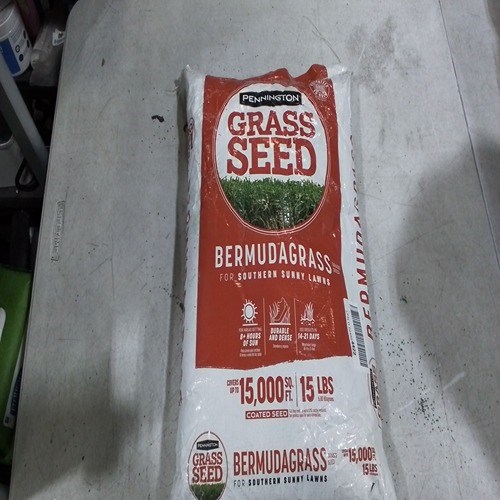 PENNINGTON
GRASS
SEED
BERMUDAGRASS
FOR SOUTHERN SUNNY LAWNS
8+ HOURS
OF SUN
DURABLE
AND DENSE
14-21 DAYS
COVERS
UP TO
15,000 SQ.
FT.
15 LBS
COATED SEED
BERMUDAGRASS
PENNINGTON
GRASS
SEED
BERMUDAGRASS
FOR SOUTHERN SUNNY LAWNS
15,000
15 LBS